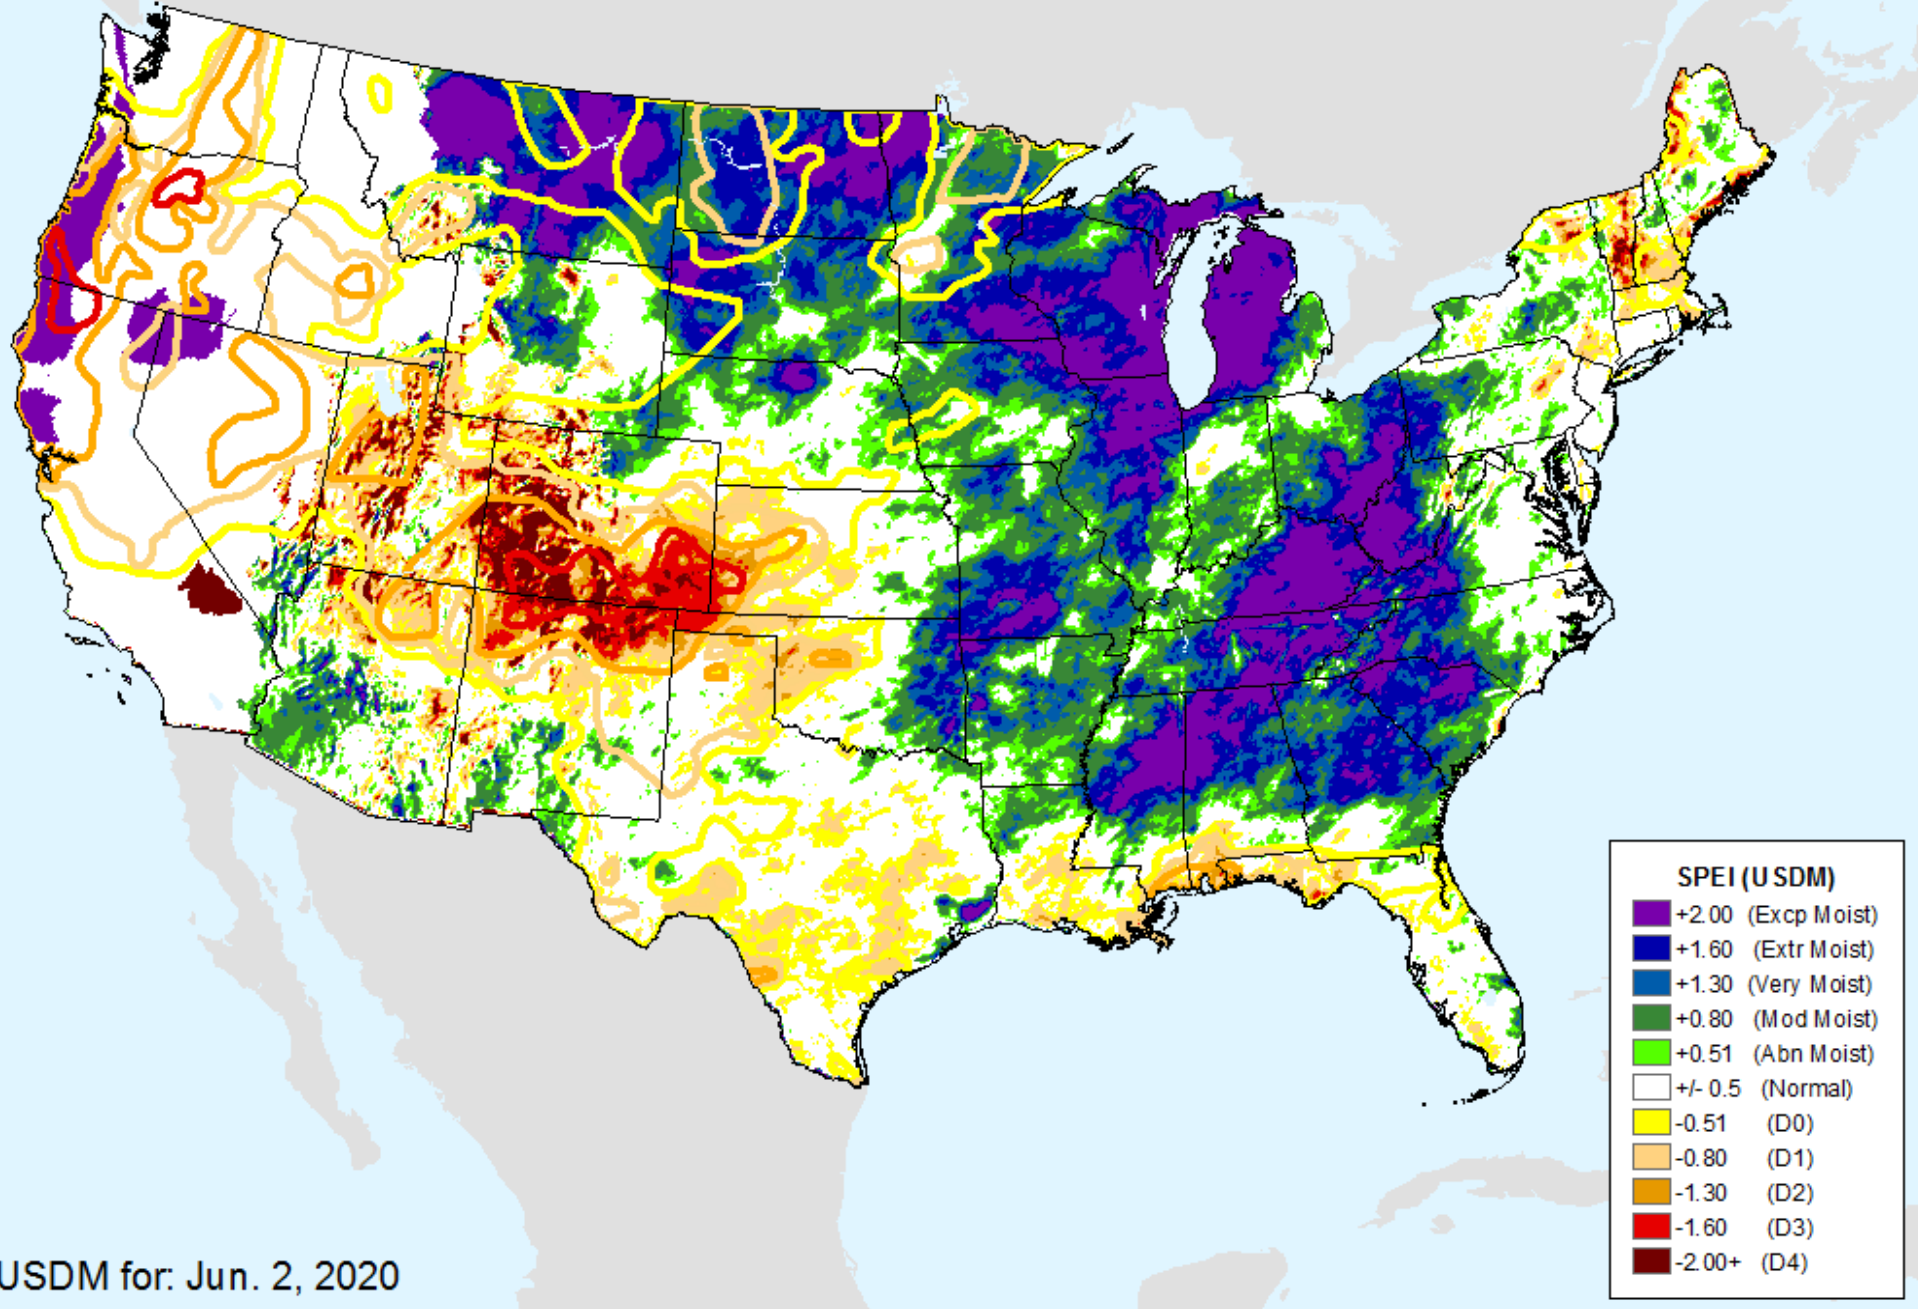 SPEI (USDM)
+2.00 (Excp Moist)
+1.60 (Extr Moist)
+1.30 (Very Moist)
+0.80 (Mod Moist)
+0.51 (Abn Moist)
+/- 0.5 (Normal)
-0.51 (D0)
-0.80 (D1)
-1.30 (D2)
-1.60 (D3)
-2.00+ (D4)
USDM for: Jun. 2, 2020